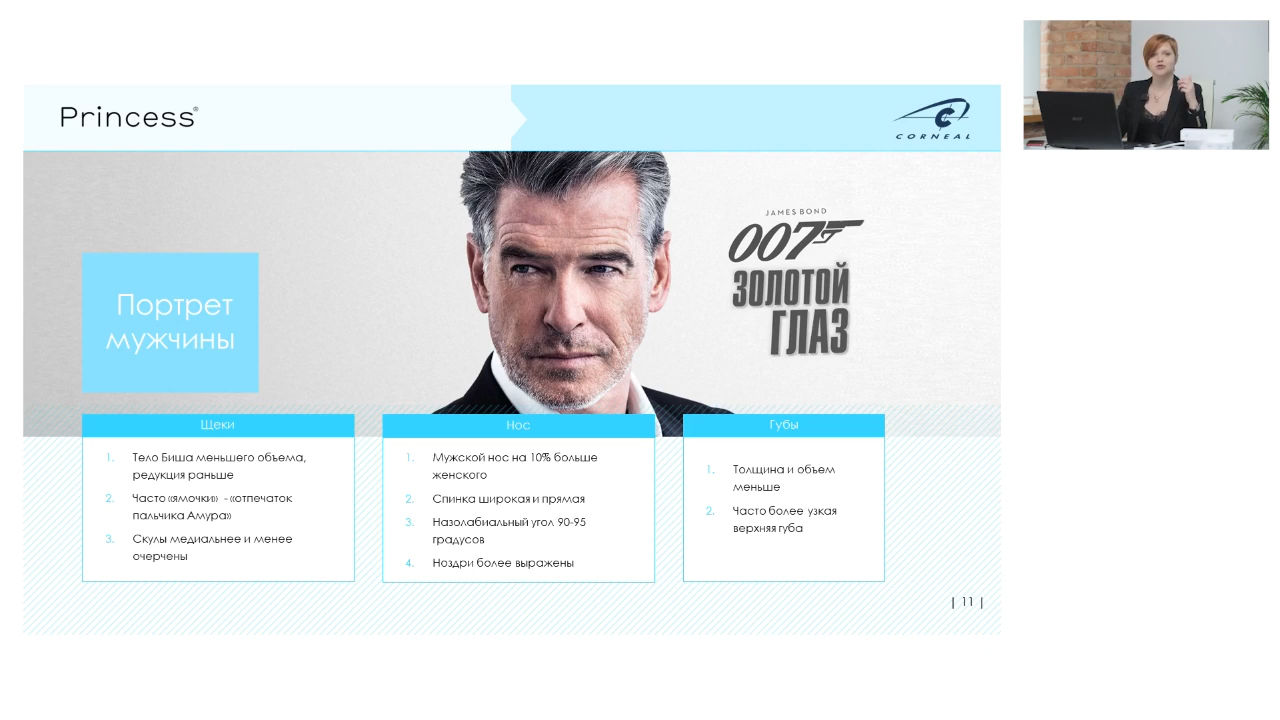 Princess®
CORNEAL
JAMES BOND
007
ЗОЛОТОЙ
ГЛАЗ
Портрет
мужчины
Щеки
1. Тело Биша меньшего объема,
редукция раньше
2. Часто «ямочки» - «отпечаток
пальчика Амура»
3. Скулы медиальнее и менее
очерчены
Нос
1. Мужской нос на 10% больше
женского
2. Спинка широкая и прямая
3. Назолабиальный угол 90-95
градусов
4. Ноздри более выражены
Губы
1. Толщина и объем
меньше
2. Часто более узкая
верхняя губа
| 11 |